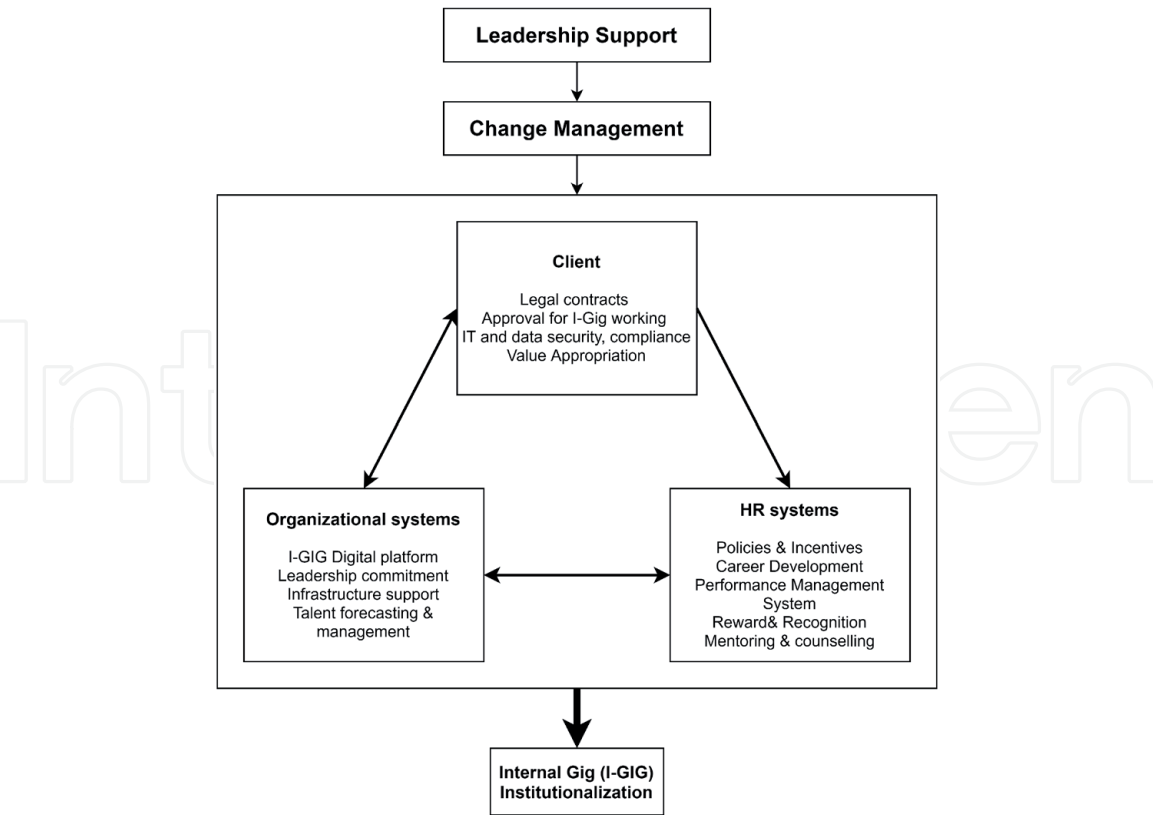 Leadership Support
Change Management
Client
Legal contracts
Approval for I-Gig working
IT and data security, compliance
Value Appropriation
Organizational systems
I-GIG Digital platform
Leadership commitment
Infrastructure support
Talent forecasting &
management
HR systems
Policies & Incentives
Career Development
Performance Management
System
Reward& Recognition
Mentoring & counselling
Internal Gig (I-GIG)
Institutionalization